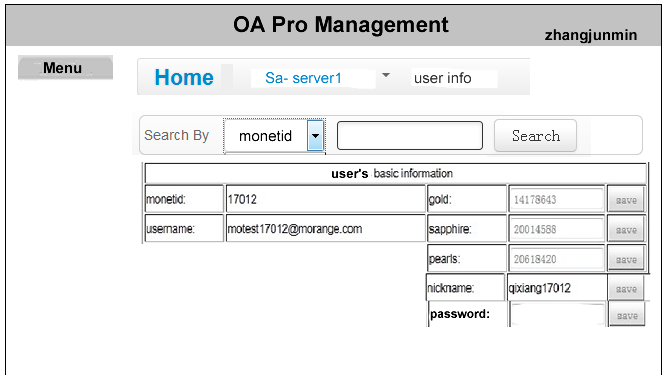 OA Pro Management
zhangjunmin
Menu
Home Sa- server1 user info
Search By monetid Search
user's basic information
monetid: 17012 gold: 14178643 save
username: motest17012@morange.com sapphire: 20014588 save
pearls: 20618420 save
nickname: qixiang17012 save
password: save